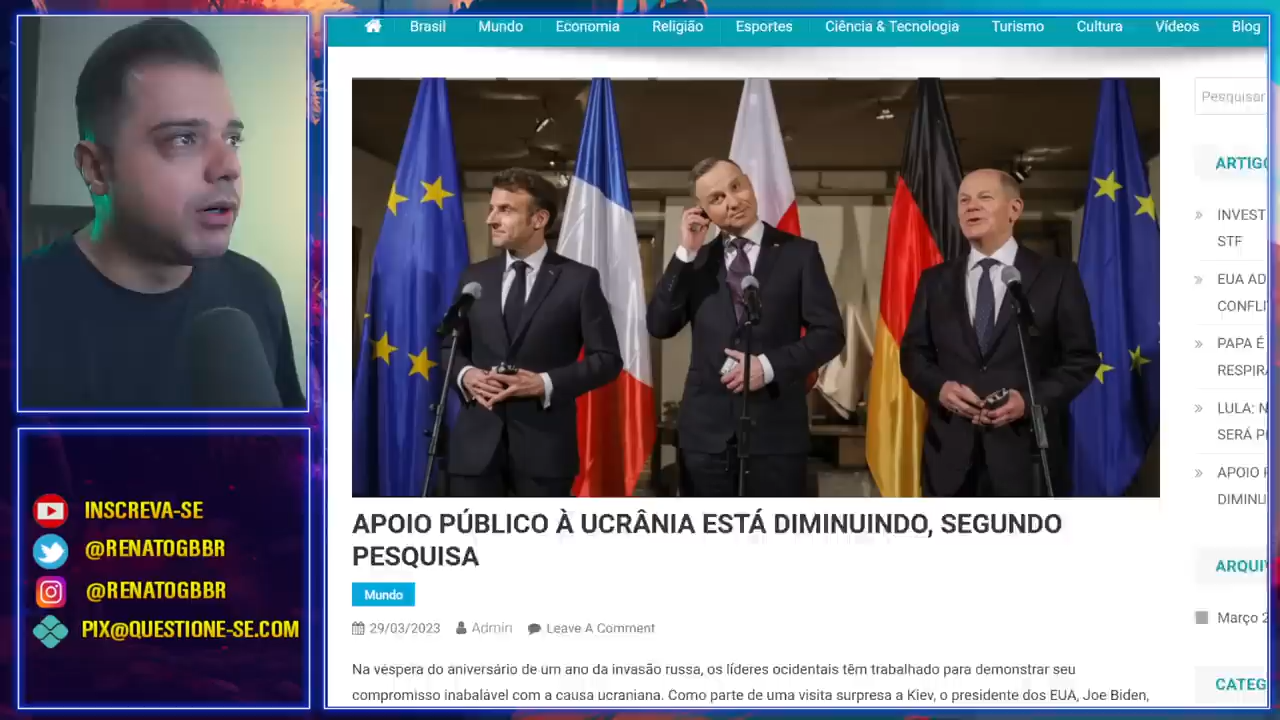 Brasil Mundo Economia Religião Esportes Ciência & Tecnologia Turismo Cultura Vídeos Blog
Pesquisar
ARTIG
INVEST
STF
EUA AD
CONFLI
PAPA É
RESPIRA
LULA: N
SERÁ P
APOIO
DIMINU
APOIO PÚBLICO À UCRÂNIA ESTÁ DIMINUINDO, SEGUNDO
PESQUISA
Mundo
29/03/2023 Admin Leave A Comment
Na véspera do aniversário de um ano da invasão russa, os líderes ocidentais têm trabalhado para demonstrar seu
compromisso inabalável com a causa ucraniana. Como parte de uma visita surpresa a Kiev, o presidente dos EUA, Joe Biden,
ARQUI
Março 2
CATEG
INSCREVA-SE
@RENATOGBBR
@RENATOGBBR
PIX@QUESTIONE-SE.COM